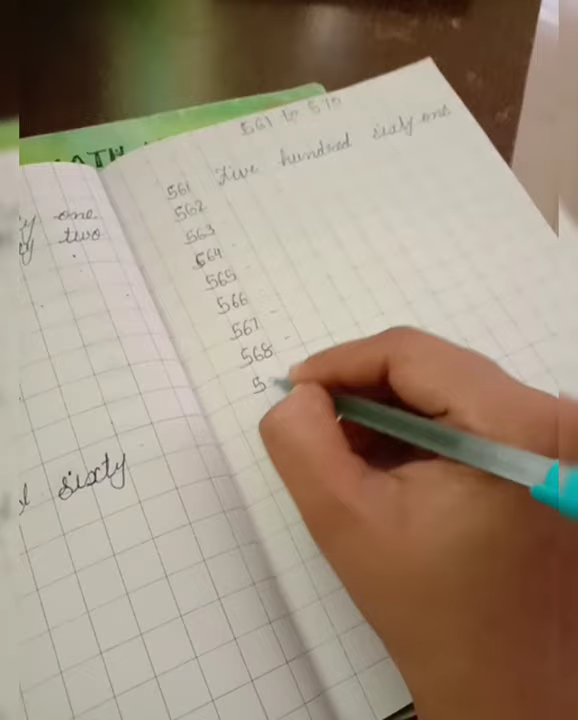 MATH
one
two
sixty
561 to 570
561 Five hundred sixty one
562
563
564
565
566
567
568
5